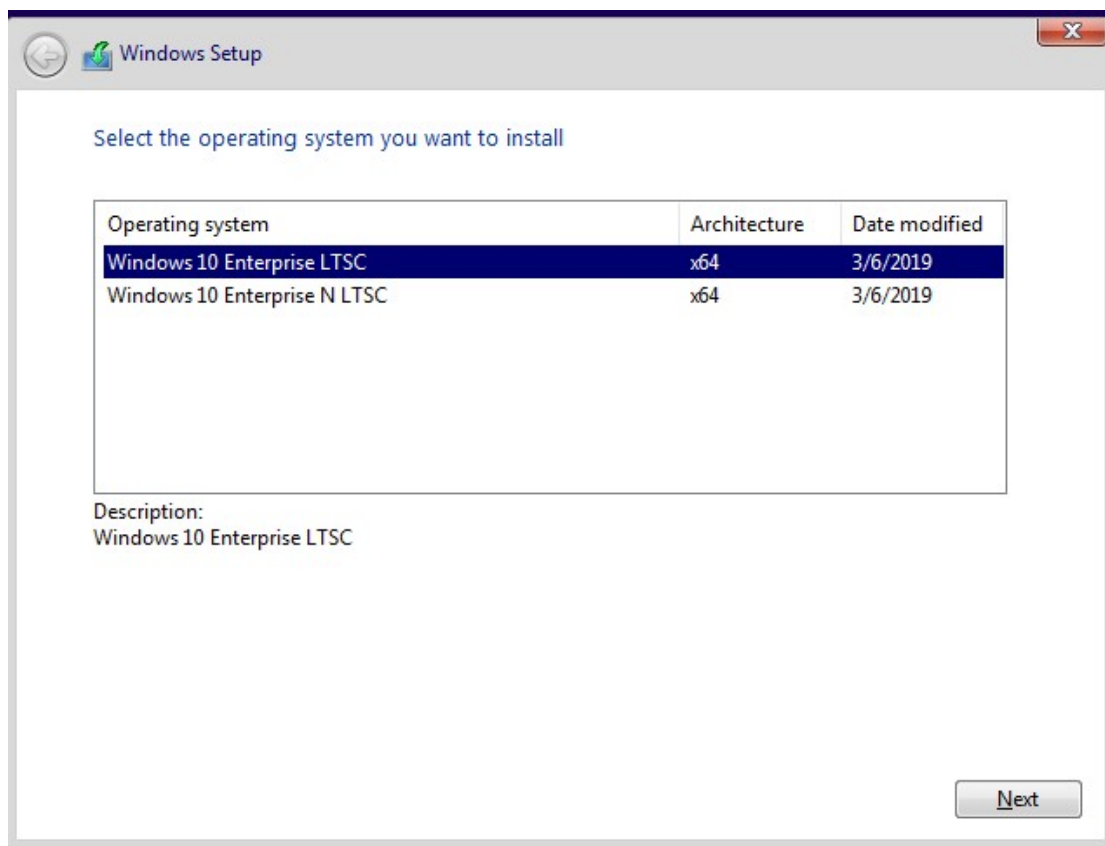 Windows Setup
Select the operating system you want to install
Operating system Architecture Date modified
Windows 10 Enterprise LTSC x64 3/6/2019
Windows 10 Enterprise N LTSC x64 3/6/2019
Description:
Windows 10 Enterprise LTSC
Next